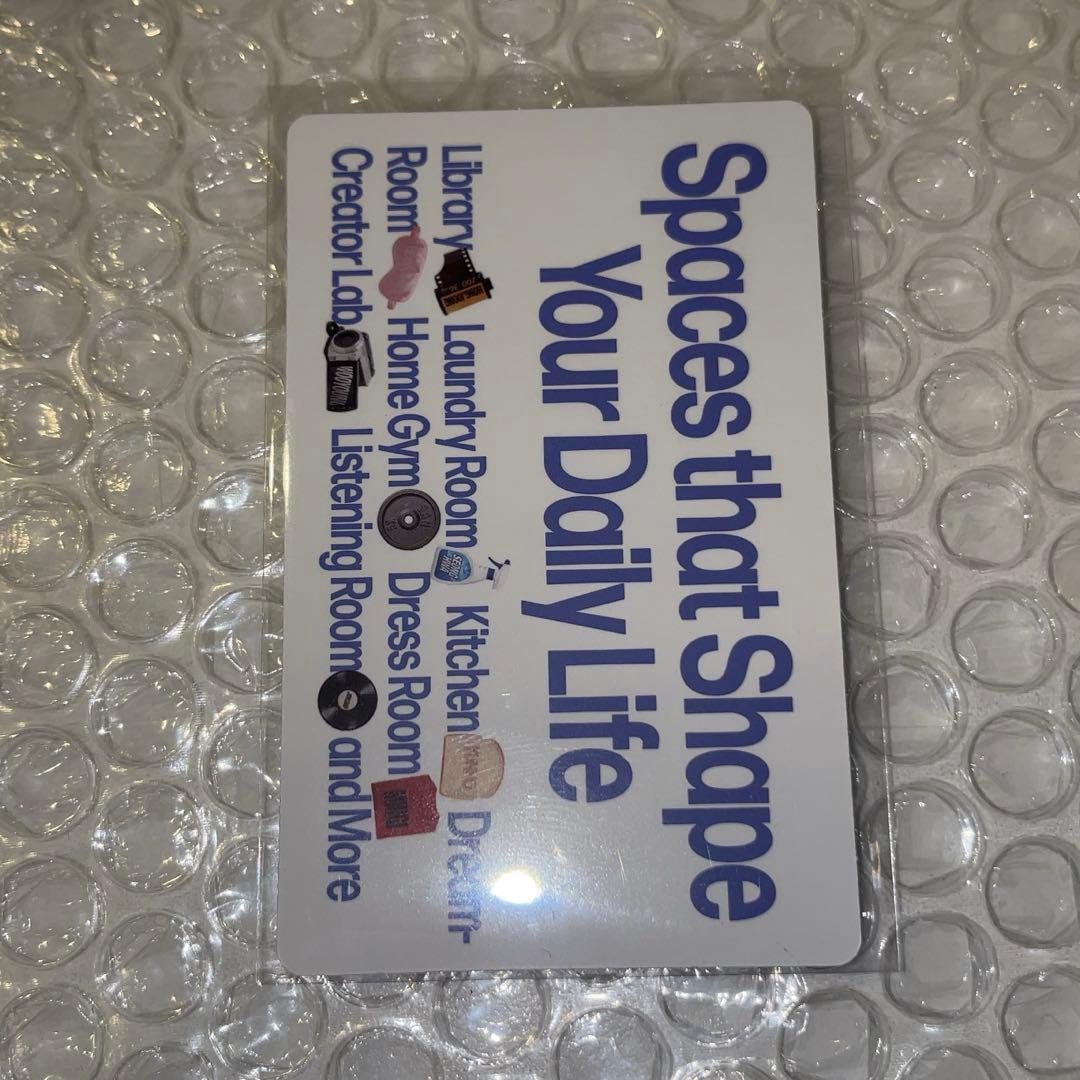 Spaces that Shape
Your Daily Life
Library Laundry Room Kitchen Dream-
Room Home Gym Dress Room
Creator Lab Listening Room and More